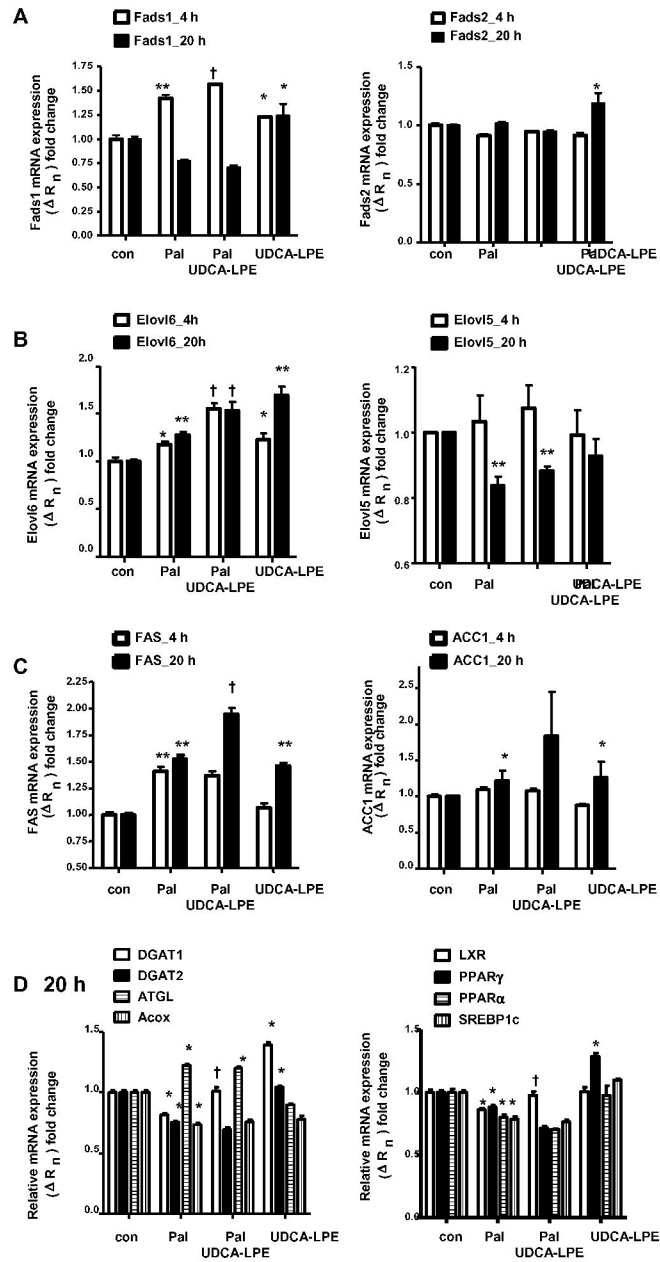 A
Fads1_4 h
Fads1_20 h
Fads1 mRNA expression
(Δ R n ) fold change
1.75
1.50
1.25
1.00
0.75
0.50
0.25
0.00
** † * *
con Pal Pal UDCA-LPE
UDCA-LPE
Fads2_4 h
Fads2_20 h
Fads2 mRNA expression
(Δ R n ) fold change
1.5
1.0
0.5
0.0
*
con Pal Pal UDCA-LPE
UDCA-LPE
B
Elovl6_4h
Elovl6_20h
Elovl6 mRNA expression
(Δ R n ) fold change
2.0
1.5
1.0
0.5
0.0
* ** † † * **
con Pal Pal UDCA-LPE
UDCA-LPE
Elovl5_4 h
Elovl5_20 h
Elovl5 mRNA expression
(Δ R n ) fold change
1.2
1.0
0.8
0.6
** **
con Pal Pal UDCA-LPE
UDCA-LPE
C
FAS_4 h
FAS_20 h
FAS mRNA expression
(Δ R n ) fold change
2.25
2.00
1.75
1.50
1.25
1.00
0.75
0.50
** ** † **
con Pal Pal UDCA-LPE
UDCA-LPE
ACC1_4 h
ACC1_20 h
ACC1 mRNA expression
(Δ R n ) fold change
2.5
2.0
1.5
1.0
0.5
0.0
* *
con Pal Pal UDCA-LPE
UDCA-LPE
D 20 h
DGAT1
DGAT2
ATGL
Acox
Relative mRNA expression
(Δ R n ) fold change
1.5
1.0
0.5
0.0
* * * * † * * *
con Pal Pal UDCA-LPE
UDCA-LPE
LXR
PPARγ
PPARα
SREBP1c
Relative mRNA expression
(Δ R n ) fold change
1.5
1.0
0.5
0.0
* * * * † *
con Pal Pal UDCA-LPE
UDCA-LPE